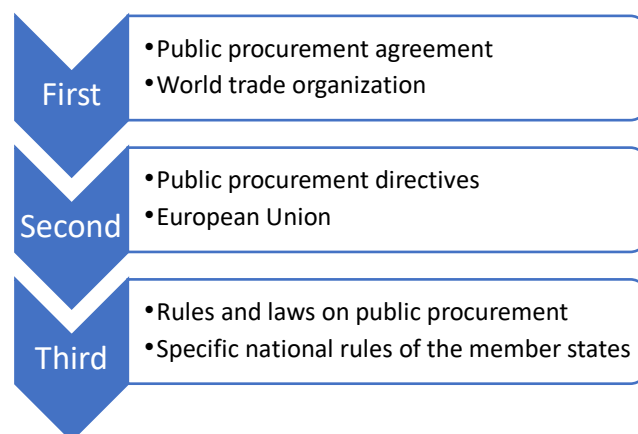 First
•Public procurement agreement
•World trade organization
Second
•Public procurement directives
•European Union
Third
•Rules and laws on public procurement
•Specific national rules of the member states